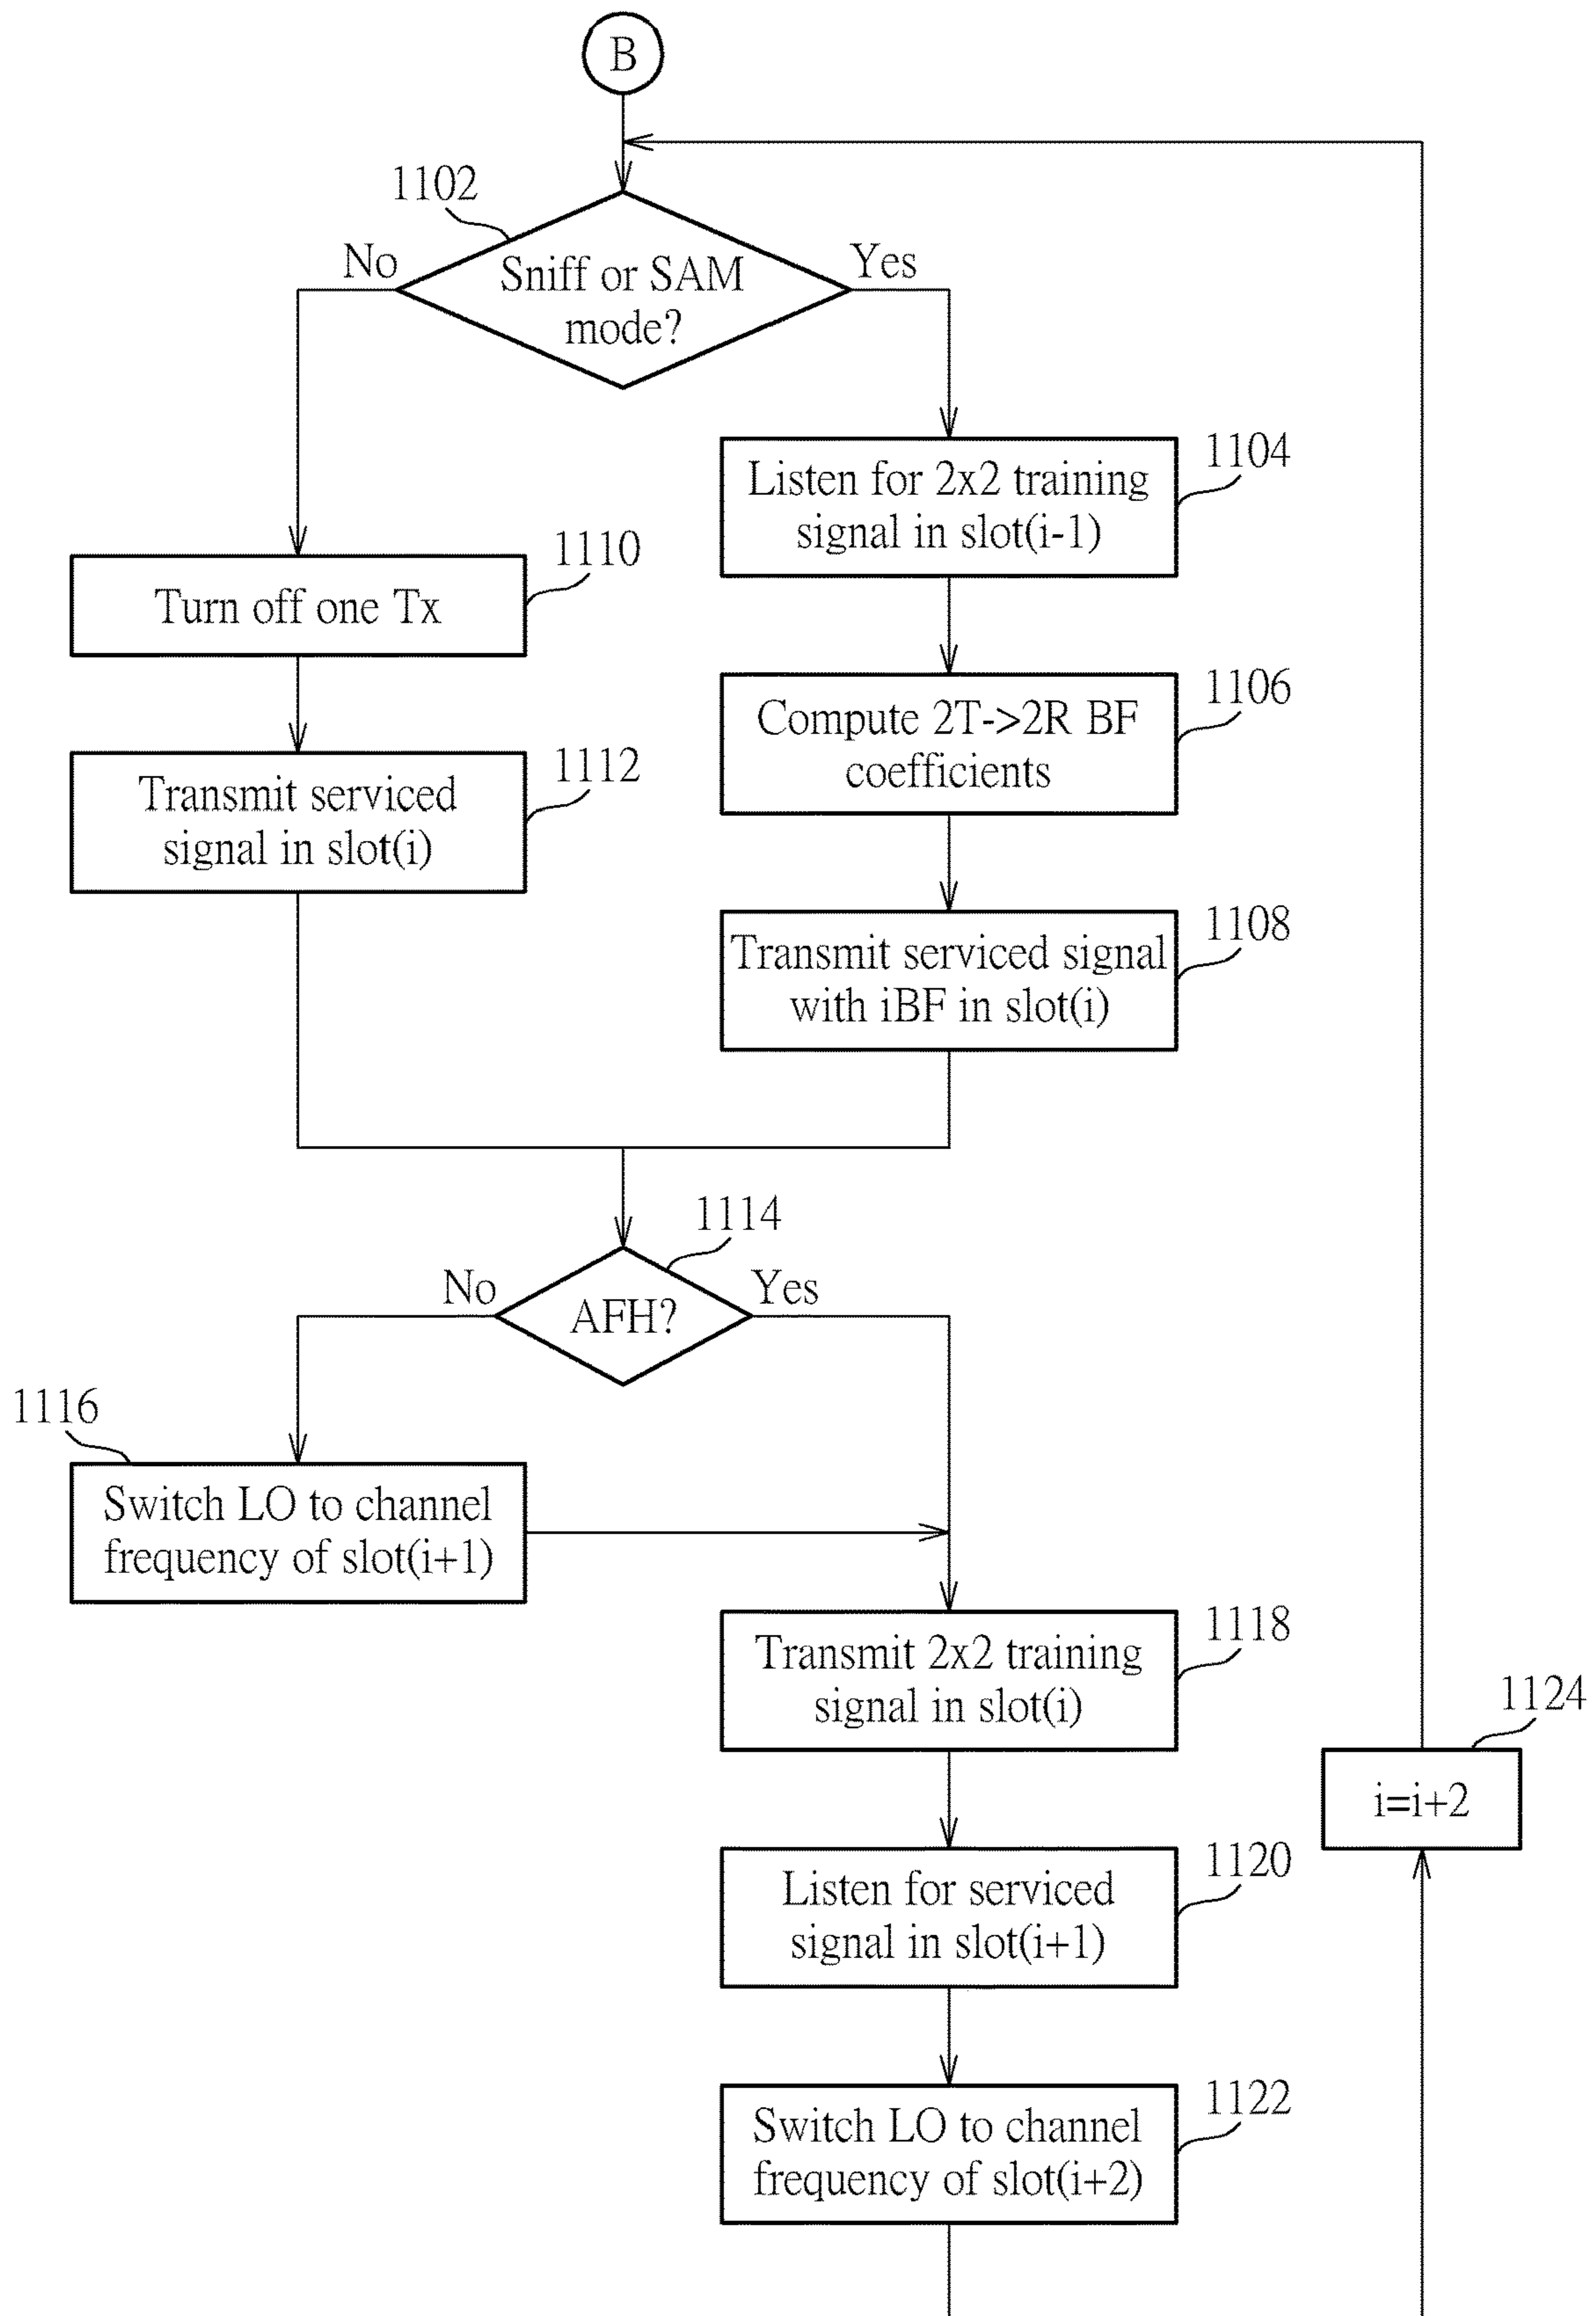 B
1102
No
Yes
Sniff or SAM
mode?
1104
Listen for 2x2 training
signal in slot(i-1)
1110
Turn off one Tx
1106
Compute 2T->2R BF
coefficients
1112
Transmit serviced
signal in slot(i)
1108
Transmit serviced signal
with iBF in slot(i)
1114
No
Yes
AFH?
1116
Switch LO to channel
frequency of slot(i+1)
1118
Transmit 2x2 training
signal in slot(i)
1124
i=i+2
1120
Listen for serviced
signal in slot(i+1)
1122
Switch LO to channel
frequency of slot(i+2)